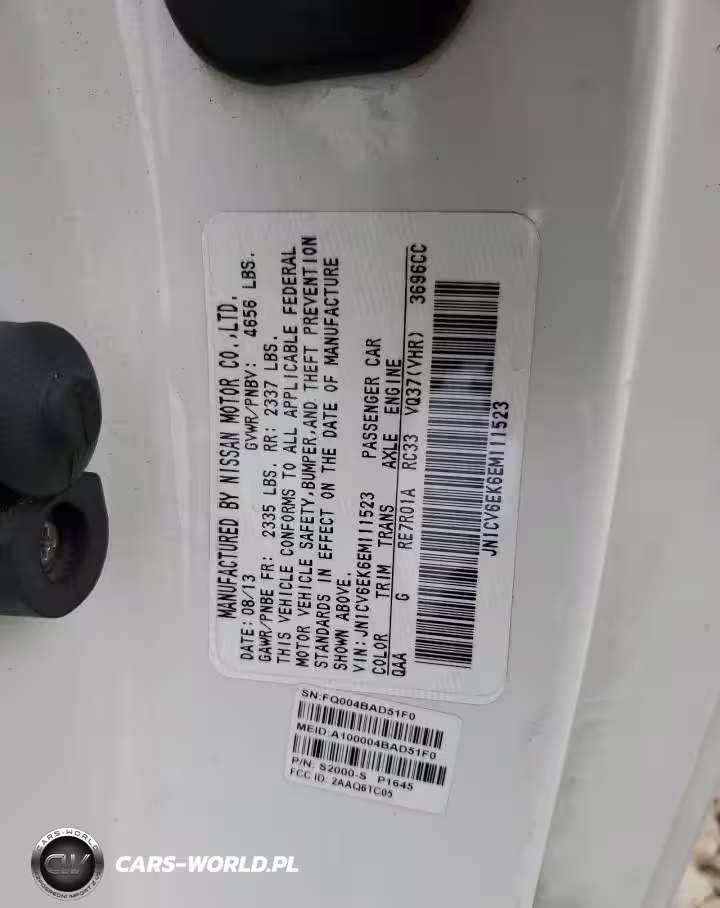 MANUFACTURED BY NISSAN MOTOR CO.,LTD.
DATE: 08/13 GVWR/PNBV: 4656 LBS.
GAWR/PNBE FR: 2335 LBS. RR: 2337 LBS.
THIS VEHICLE CONFORMS TO ALL APPLICABLE FEDERAL
MOTOR VEHICLE SAFETY,BUMPER,AND THEFT PREVENTION
STANDARDS IN EFFECT ON THE DATE OF MANUFACTURE
SHOWN ABOVE.
VIN: JN1CV6EK6EM111523 PASSENGER CAR
COLOR TRIM TRANS AXLE ENGINE
QAA G RE7R01A RC33 VQ37(VHR) 3696CC
JN1CV6EK6EM111523
SN:FQ004BAD51F0
MEID:A100004BAD51F0
P/N: S2000-S P1645
FCC ID: 2AAQ6TC05
CARS-WORLD
CW
CARS-WORLD.PL